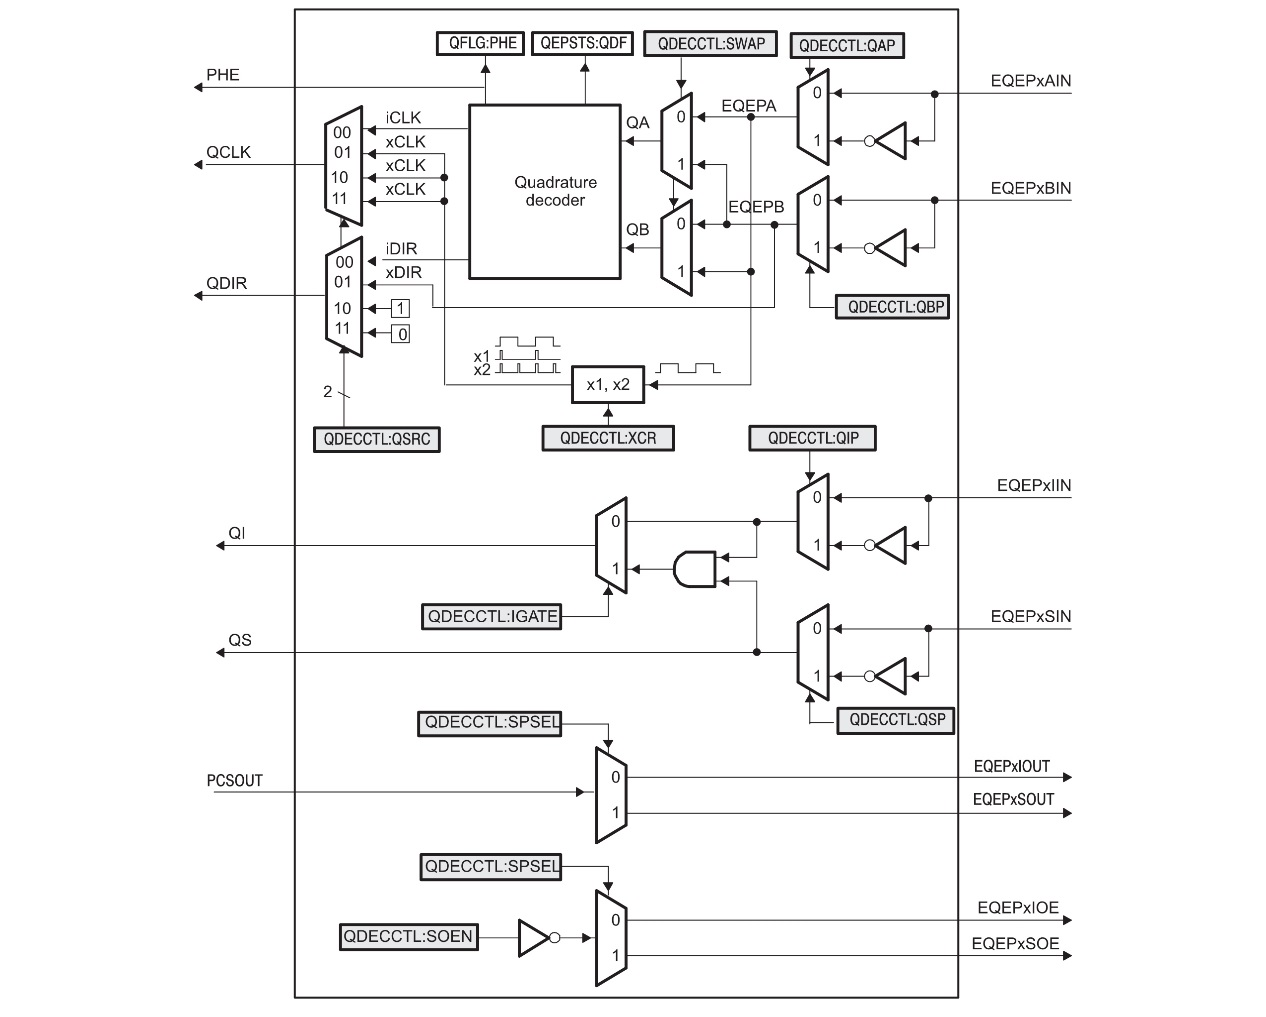 QFLG:PHE
QEPSTS:QDF
QDECCTL:SWAP
QDECCTL:QAP
PHE
EQEPxAIN
0
EQEPA
iCLK
QA
0
00
xCLK
01
1
QCLK
xCLK
1
10
Quadrature
decoder
xCLK
11
EQEPxBIN
0
EQEPB
QB
0
iDIR
1
00
xDIR
01
1
QDIR
10
1
QDECCTL:QBP
11
0
x1
x2
x1, x2
2
QDECCTL:QSRC
QDECCTL:XCR
QDECCTL:QIP
EQEPxIIN
0
0
QI
1
1
QDECCTL:IGATE
EQEPxSIN
0
QS
1
QDECCTL:QSP
QDECCTL:SPSEL
EQEPxIOUT
PCSOUT
0
EQEPxSOUT
1
QDECCTL:SPSEL
EQEPxIOE
0
QDECCTL:SOEN
EQEPxSOE
1